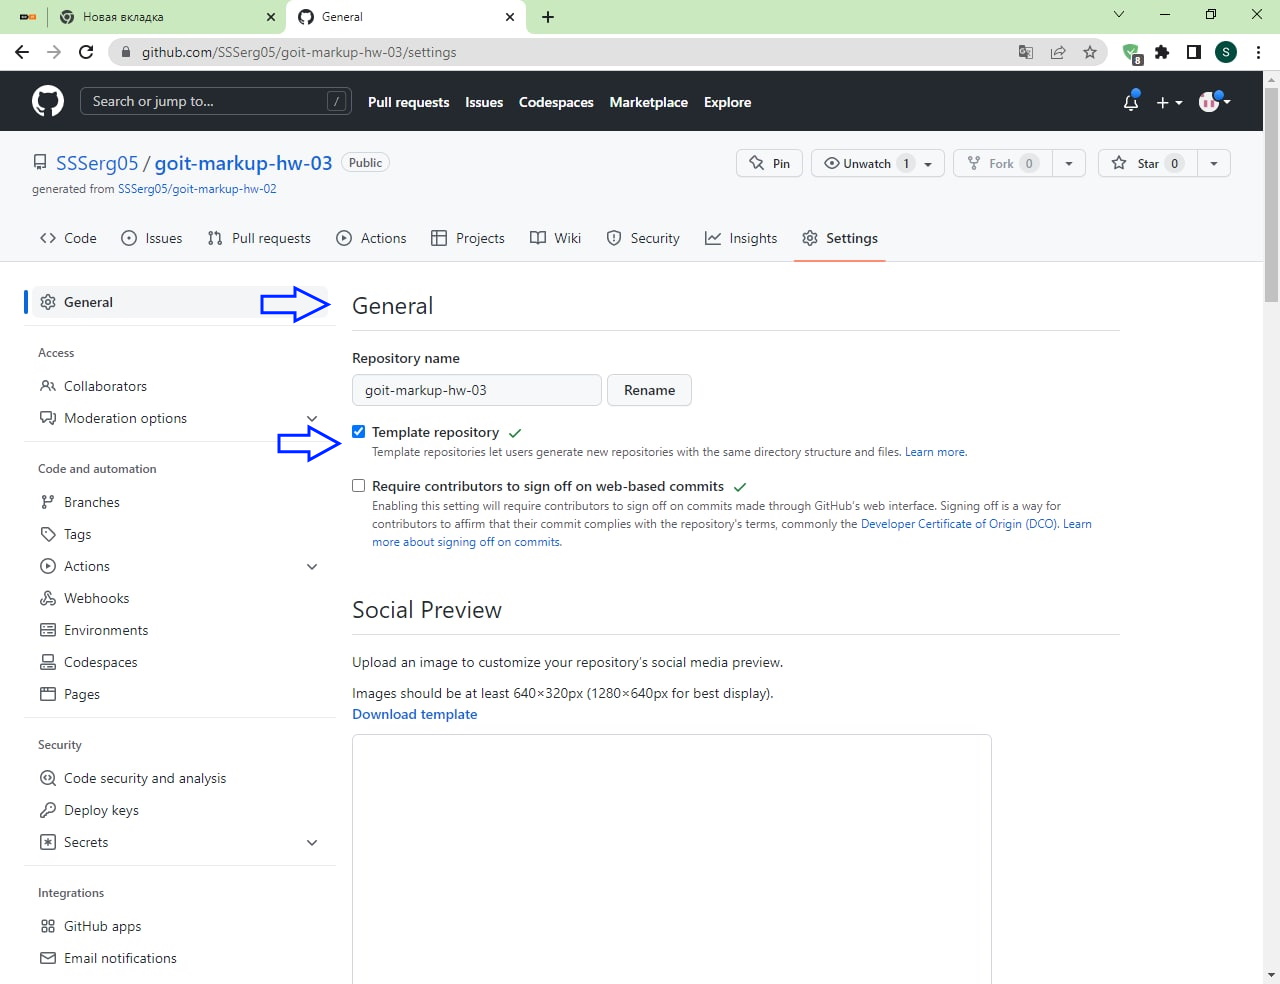 Новая вкладка
General
github.com/SSSerg05/goit-markup-hw-03/settings
8
S
Search or jump to...
/
Pull requests
Issues
Codespaces
Marketplace
Explore
SSSerg05 / goit-markup-hw-03
Public
generated from SSSerg05/goit-markup-hw-02
Pin
Unwatch 1
Fork 0
Star 0
Code
Issues
Pull requests
Actions
Projects
Wiki
Security
Insights
Settings
General
Access
Collaborators
Moderation options
Code and automation
Branches
Tags
Actions
Webhooks
Environments
Codespaces
Pages
Security
Code security and analysis
Deploy keys
Secrets
Integrations
GitHub apps
Email notifications
General
Repository name
goit-markup-hw-03
Rename
Template repository
Template repositories let users generate new repositories with the same directory structure and files. Learn more.
Require contributors to sign off on web-based commits
Enabling this setting will require contributors to sign off on commits made through GitHub's web interface. Signing off is a way for
contributors to affirm that their commit complies with the repository's terms, commonly the Developer Certificate of Origin (DCO). Learn
more about signing off on commits.
Social Preview
Upload an image to customize your repository's social media preview.
Images should be at least 640×320px (1280×640px for best display).
Download template